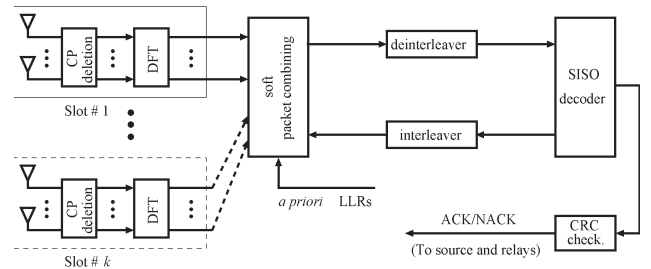 CP
deletion
DFT
Slot # 1
soft
packet combining
deinterleaver
interleaver
SISO
decoder
a priori LLRs
CP
deletion
DFT
Slot # k
ACK/NACK
(To source and relays)
CRC
check.